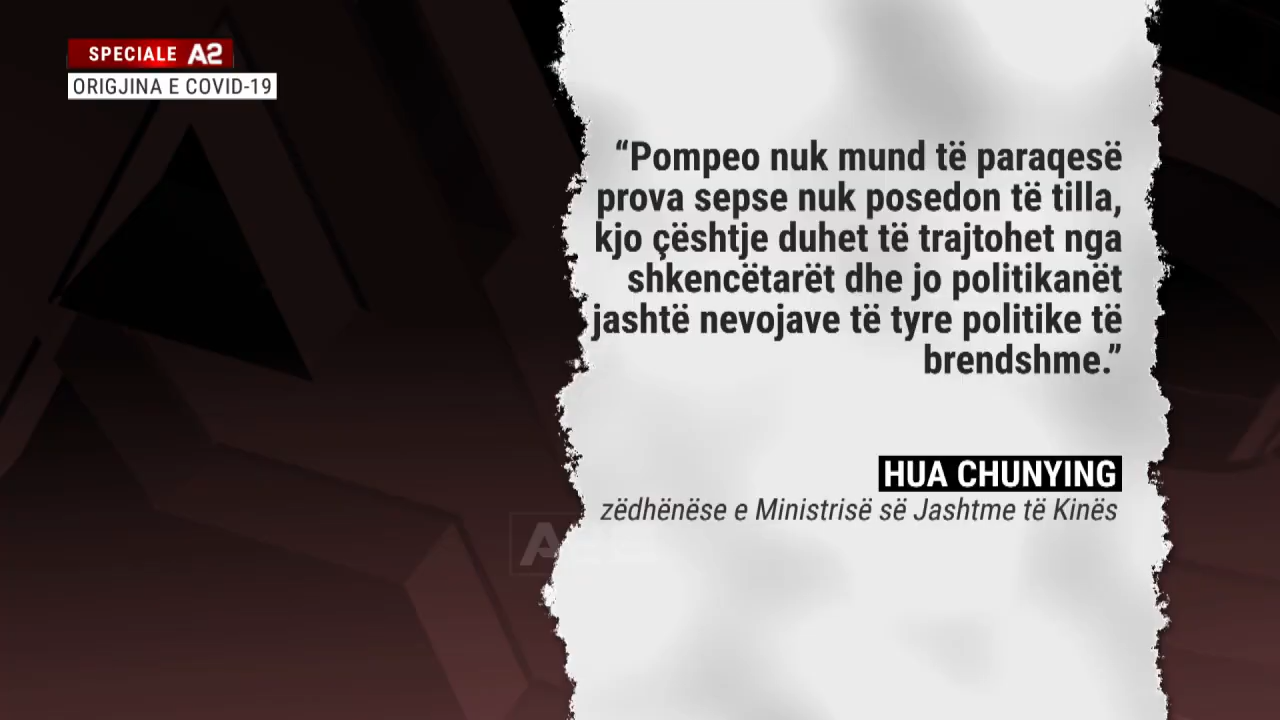 SPECIALE A2
ORIGJINA E COVID-19
“Pompeo nuk mund të paraqesë
prova sepse nuk posedon të tilla,
kjo çështje duhet të trajtohet nga
shkencëtarët dhe jo politikanët
jashtë nevojave të tyre politike të
brendshme.”
HUA CHUNYING
zëdhënëse e Ministrisë së Jashtme të Kinës